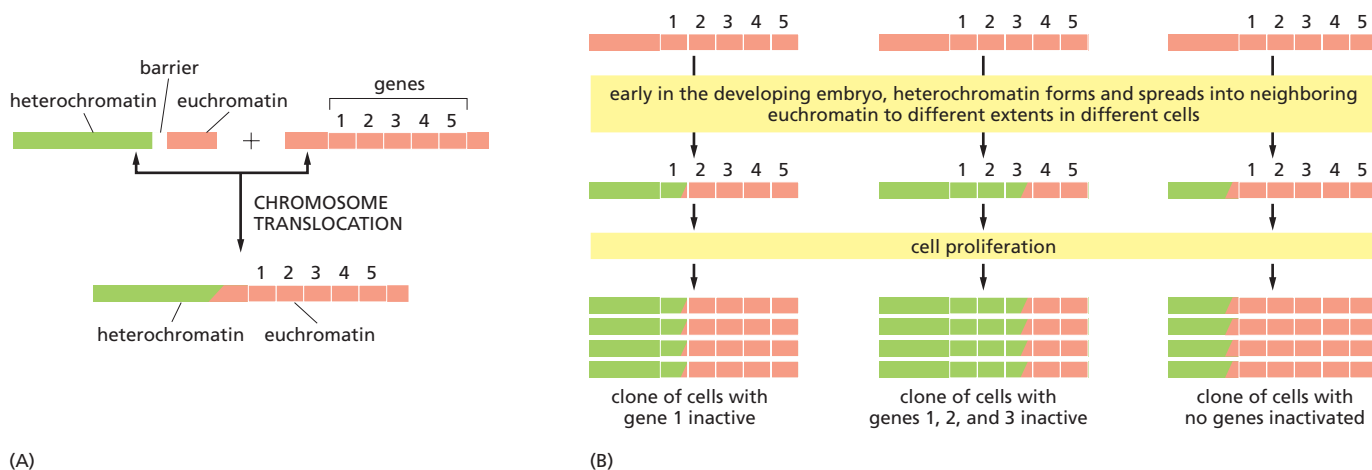 barrier
heterochromatin euchromatin
genes
1 2 3 4 5
+
CHROMOSOME
TRANSLOCATION
1 2 3 4 5
heterochromatin euchromatin
(A)
1 2 3 4 5 1 2 3 4 5 1 2 3 4 5
early in the developing embryo, heterochromatin forms and spreads into neighboring
euchromatin to different extents in different cells
1 2 3 4 5 1 2 3 4 5 1 2 3 4 5
cell proliferation
clone of cells with
gene 1 inactive
clone of cells with
genes 1, 2, and 3 inactive
clone of cells with
no genes inactivated
(B)